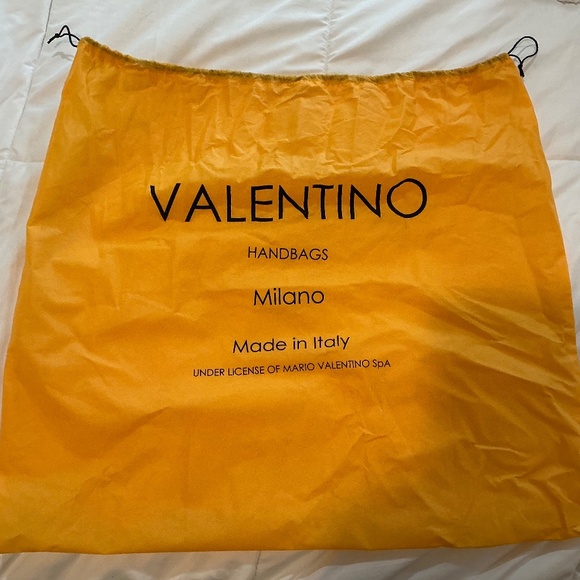 VALENTINO
HANDBAGS
Milano
Made in Italy
UNDER LICENSE OF MARIO VALENTINO SpA